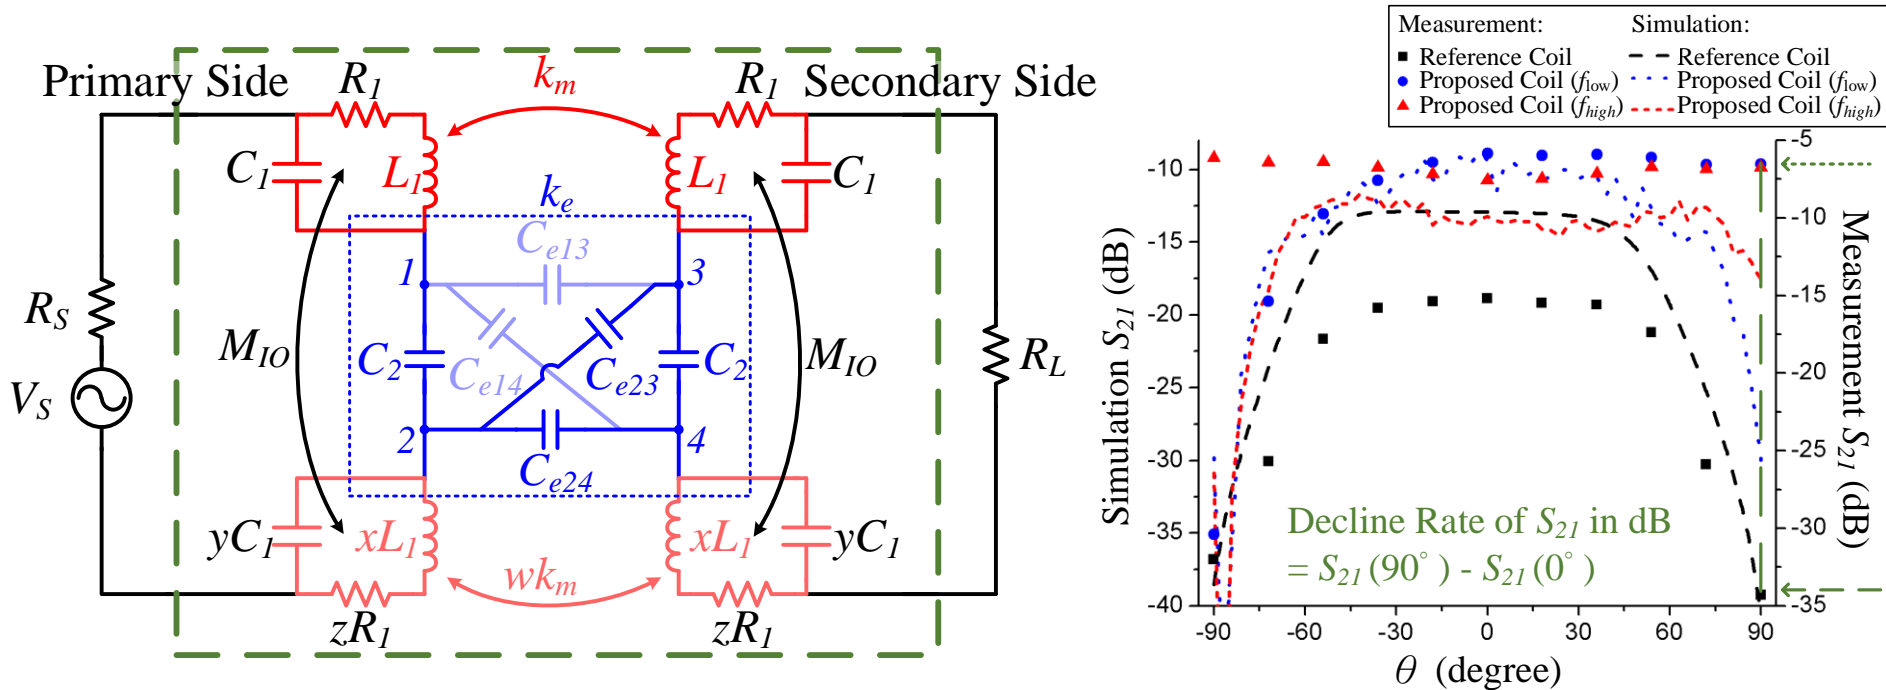 Primary Side
R1
km
R1
Secondary Side
C1
L1
L1
C1
ke
Ce13
1
3
RS
MIO
C2
Ce14
Ce23
C2
MIO
RL
VS
2
4
Ce24
yC1
xL1
xL1
yC1
wkm
zR1
zR1
Measurement: Simulation:
Reference Coil Reference Coil
Proposed Coil (flow) Proposed Coil (flow)
Proposed Coil (fhigh) Proposed Coil (fhigh)
Simulation S21 (dB)
-10
-15
-20
-25
-30
-35
-40
-5
-10
-15
-20
-25
-30
-35
Measurement S21 (dB)
Decline Rate of S21 in dB
= S21 (90°) - S21 (0°)
-90 -60 -30 0 30 60 90
θ (degree)